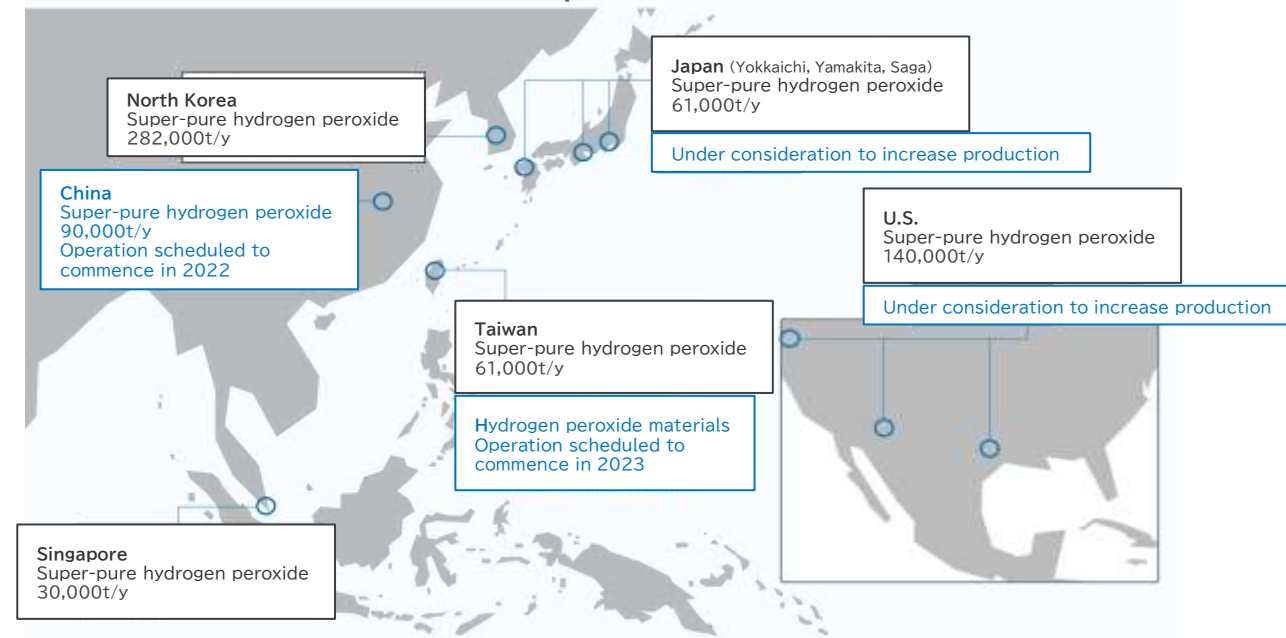 North Korea
Super-pure hydrogen peroxide
282,000t/y
Japan (Yokkaichi, Yamakita, Saga)
Super-pure hydrogen peroxide
61,000t/y
Under consideration to increase production
China
Super-pure hydrogen peroxide
90,000t/y
Operation scheduled to
commence in 2022
U.S.
Super-pure hydrogen peroxide
140,000t/y
Under consideration to increase production
Taiwan
Super-pure hydrogen peroxide
61,000t/y
Hydrogen peroxide materials
Operation scheduled to
commence in 2023
Singapore
Super-pure hydrogen peroxide
30,000t/y